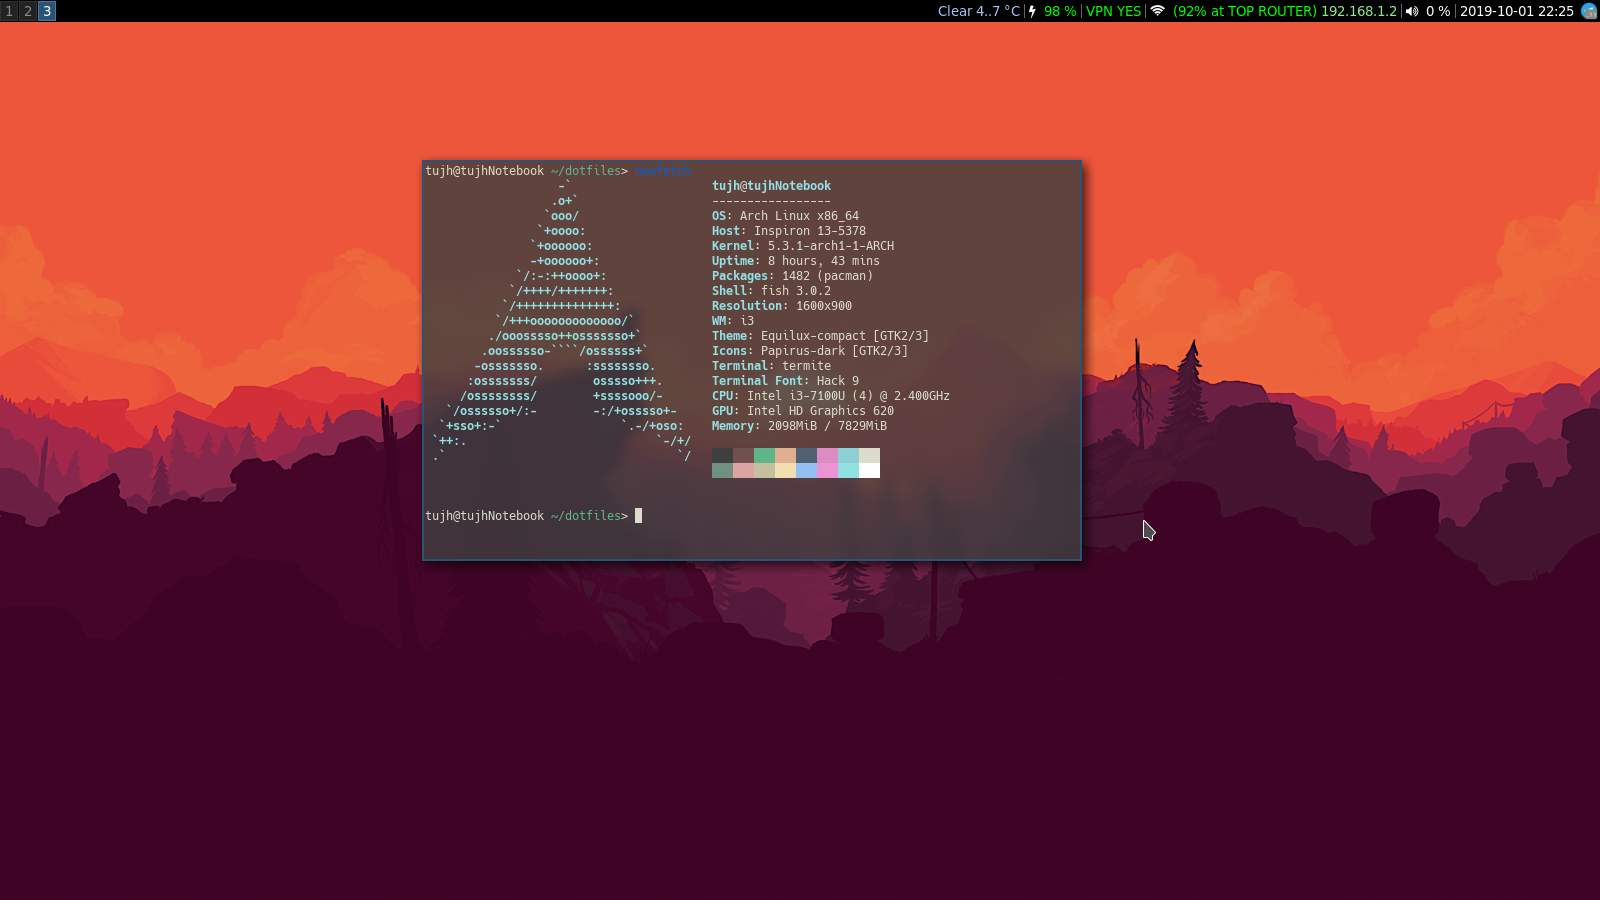 1 2 3 Clear 4..7 °C 98 % VPN YES (92% at TOP ROUTER) 192.168.1.2 0 % 2019-10-01 22:25
tujh@tujhNotebook ~/dotfiles> neofetch
-` tujh@tujhNotebook
.o+` -----------------
`ooo/ OS: Arch Linux x86_64
`+oooo: Host: Inspiron 13-5378
`+oooooo: Kernel: 5.3.1-arch1-1-ARCH
-+oooooo+: Uptime: 8 hours, 43 mins
`/:-:++oooo+: Packages: 1482 (pacman)
`/++++/+++++++: Shell: fish 3.0.2
`/++++++++++++++: Resolution: 1600x900
`/+++ooooooooooooo/` WM: i3
./ooosssso++osssssso+` Theme: Equilux-compact [GTK2/3]
.oossssso-````/ossssss+` Icons: Papirus-dark [GTK2/3]
-osssssso. :ssssssso. Terminal: termite
:osssssss/ osssso+++. Terminal Font: Hack 9
/ossssssss/ +ssssooo/- CPU: Intel i3-7100U (4) @ 2.400GHz
`/ossssso+/:- -:/+osssso+- GPU: Intel HD Graphics 620
`+sso+:-` `.-/+oso: Memory: 2098MiB / 7829MiB
`++:. `-/+/
.` `/
tujh@tujhNotebook ~/dotfiles>